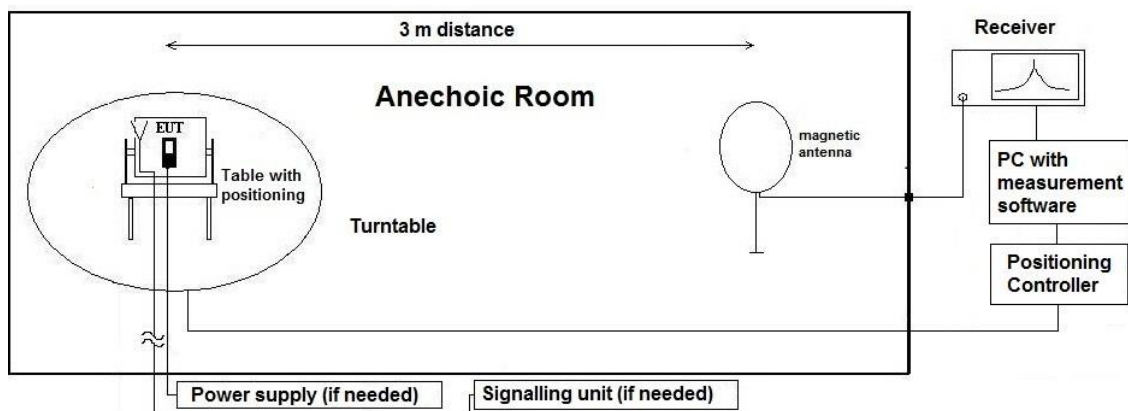 3 m distance
Receiver
Anechoic Room
EUT
magnetic
antenna
Table with
positioning
PC with
measurement
software
Turntable
Positioning
Controller
Power supply (if needed)
Signalling unit (if needed)